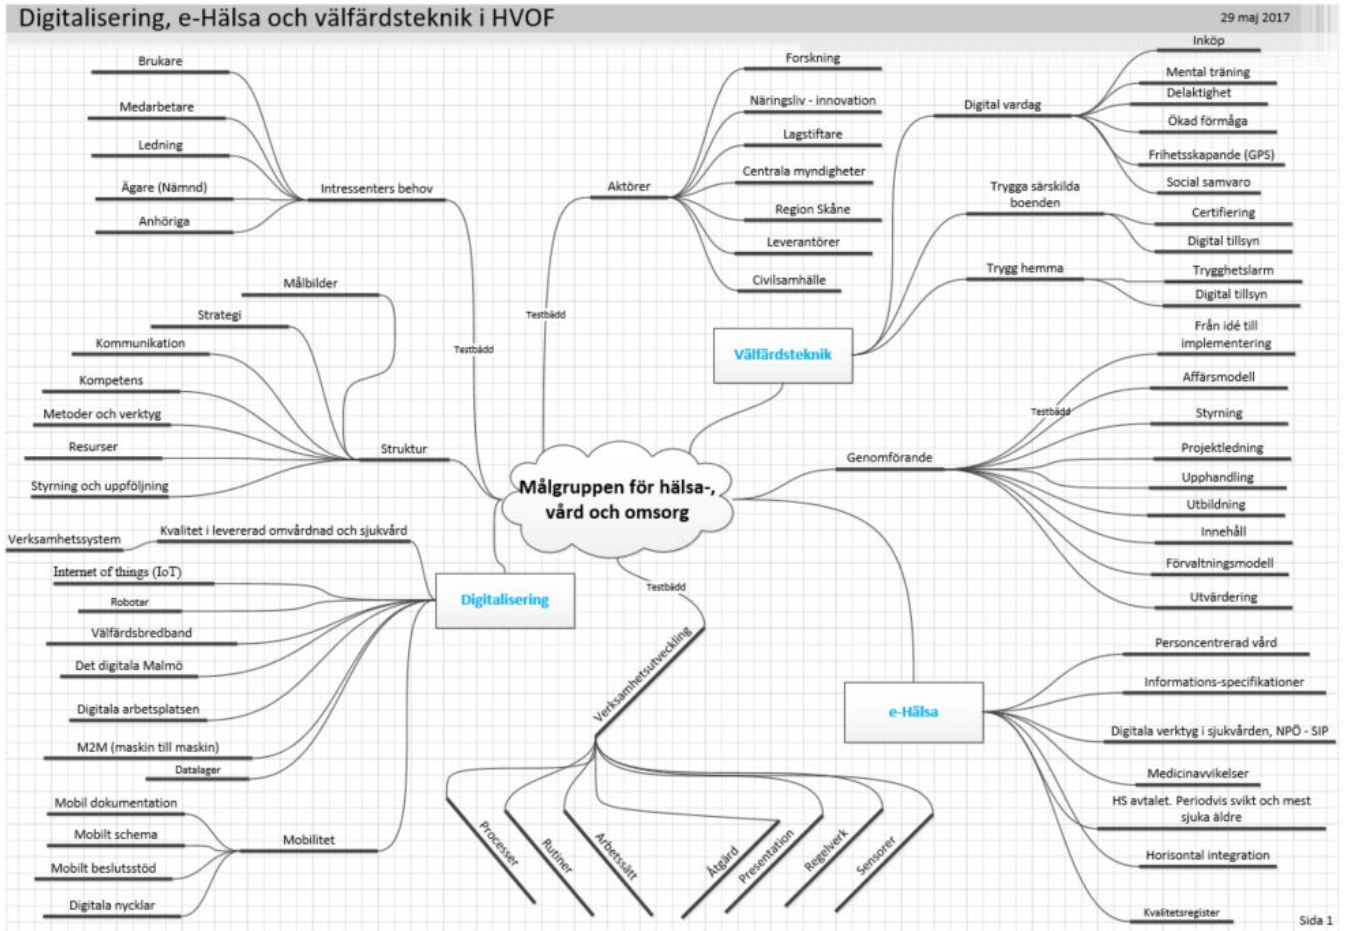 Digitalisering, e-Hälsa och välfärdsteknik i HVOF
29 maj 2017
Brukare
Medarbetare
Ledning
Ägare (Nämnd)
Anhöriga
Intressenters behov
Testbädd
Aktörer
Testbädd
Forskning
Näringsliv - innovation
Lagstiftare
Centrala myndigheter
Region Skåne
Leverantörer
Civilsamhälle
Välfärdsteknik
Digital vardag
Inköp
Mental träning
Delaktighet
Ökad förmåga
Frihetsskapande (GPS)
Social samvaro
Trygga särskilda
boenden
Certifiering
Digital tillsyn
Trygg hemma
Trygghetslarm
Digital tillsyn
Målbilder
Strategi
Kommunikation
Kompetens
Metoder och verktyg
Resurser
Styrning och uppföljning
Struktur
Målgruppen för hälsa-,
vård och omsorg
Genomförande
Testbädd
Från idé till
implementering
Affärsmodell
Styrning
Projektledning
Upphandling
Utbildning
Innehåll
Förvaltningsmodell
Utvärdering
Digitalisering
Kvalitet i levererad omvårdnad och sjukvård
Verksamhetssystem
Internet of things (IoT)
Robotar
Välfärdsbredband
Det digitala Malmö
Digitala arbetsplatsen
M2M (maskin till maskin)
Datalager
Mobilitet
Mobil dokumentation
Mobilt schema
Mobilt beslutsstöd
Digitala nycklar
Testbädd
Verksamhetsutveckling
Processer
Rutiner
Arbetssätt
Åtgärd
Presentation
Regelverk
Sensorer
e-Hälsa
Personcentrerad vård
Informations-specifikationer
Digitala verktyg i sjukvården, NPÖ - SIP
Medicinavvikelser
HS avtalet. Periodvis svikt och mest
sjuka äldre
Horisontal integration
Kvalitetsregister
Sida 1